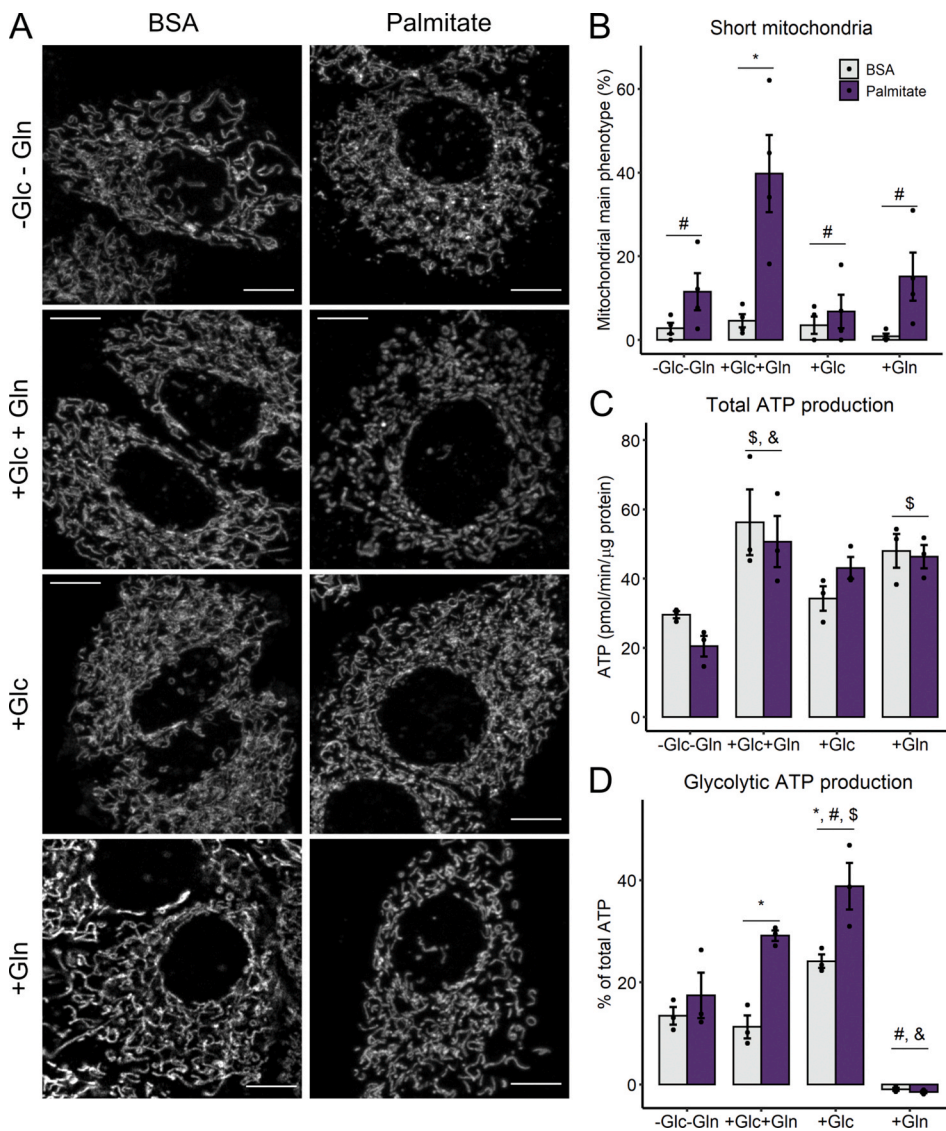 A
BSA
Palmitate
-Glc - Gln
+Glc + Gln
+Glc
+Gln
B
Short mitochondria
Mitochondrial main phenotype (%)
60
40
20
0
BSA
Palmitate
#
*
#
#
-Glc-Gln
+Glc+Gln
+Glc
+Gln
C
Total ATP production
ATP (pmol/min/μg protein)
80
60
40
20
0
$, &
$
-Glc-Gln
+Glc+Gln
+Glc
+Gln
D
Glycolytic ATP production
% of total ATP
40
20
0
*
*, #, $
#, &
-Glc-Gln
+Glc+Gln
+Glc
+Gln